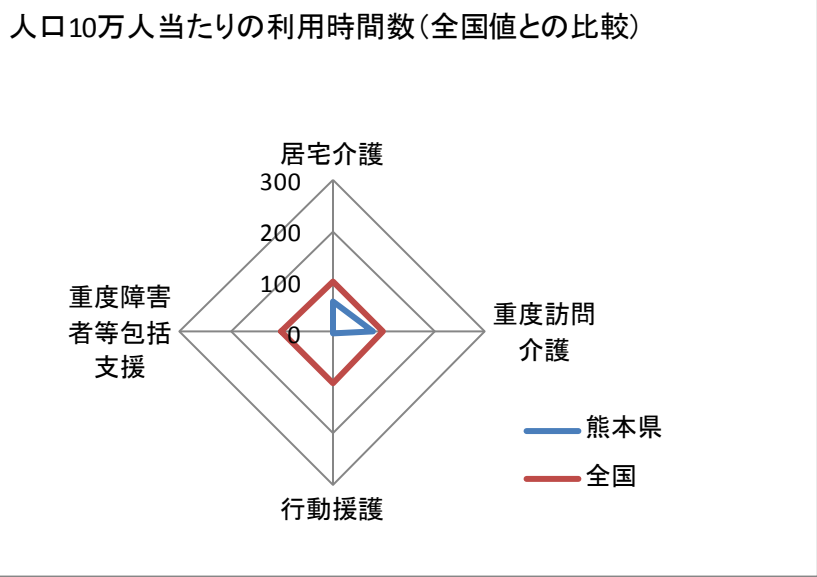 人口10万人当たりの利用時間数（全国値との比較）
居宅介護
300
200
100
0
重度障害
者等包括
支援
重度訪問
介護
行動援護
熊本県
全国